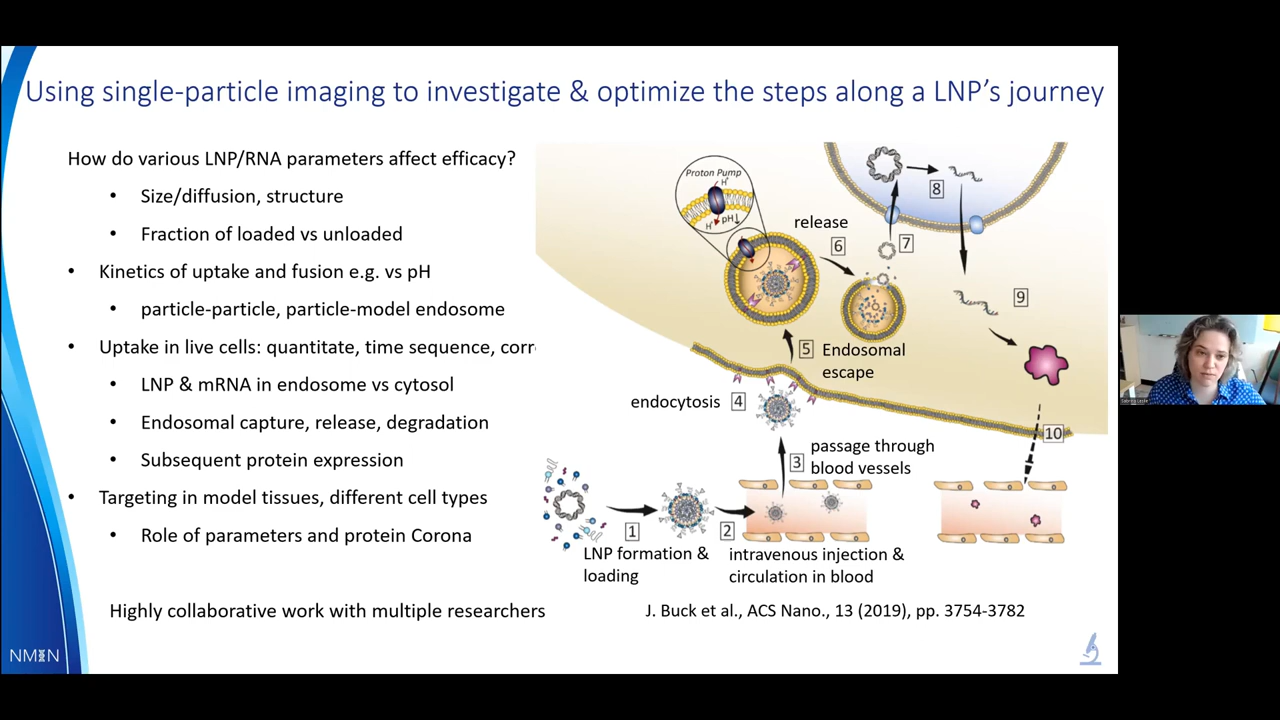 Using single-particle imaging to investigate & optimize the steps along a LNP's journey
How do various LNP/RNA parameters affect efficacy?
• Size/diffusion, structure
• Fraction of loaded vs unloaded
• Kinetics of uptake and fusion e.g. vs pH
• particle-particle, particle-model endosome
• Uptake in live cells: quantitate, time sequence, corr
• LNP & mRNA in endosome vs cytosol
• Endosomal capture, release, degradation
• Subsequent protein expression
• Targeting in model tissues, different cell types
• Role of parameters and protein Corona
Highly collaborative work with multiple researchers
Proton Pump
H⁺
H⁺
pH↓
release
6
7
8
9
5
Endosomal
escape
endocytosis
4
10
3
passage through
blood vessels
1
2
LNP formation &
loading
intravenous injection &
circulation in blood
J. Buck et al., ACS Nano., 13 (2019), pp. 3754-3782
NMIN